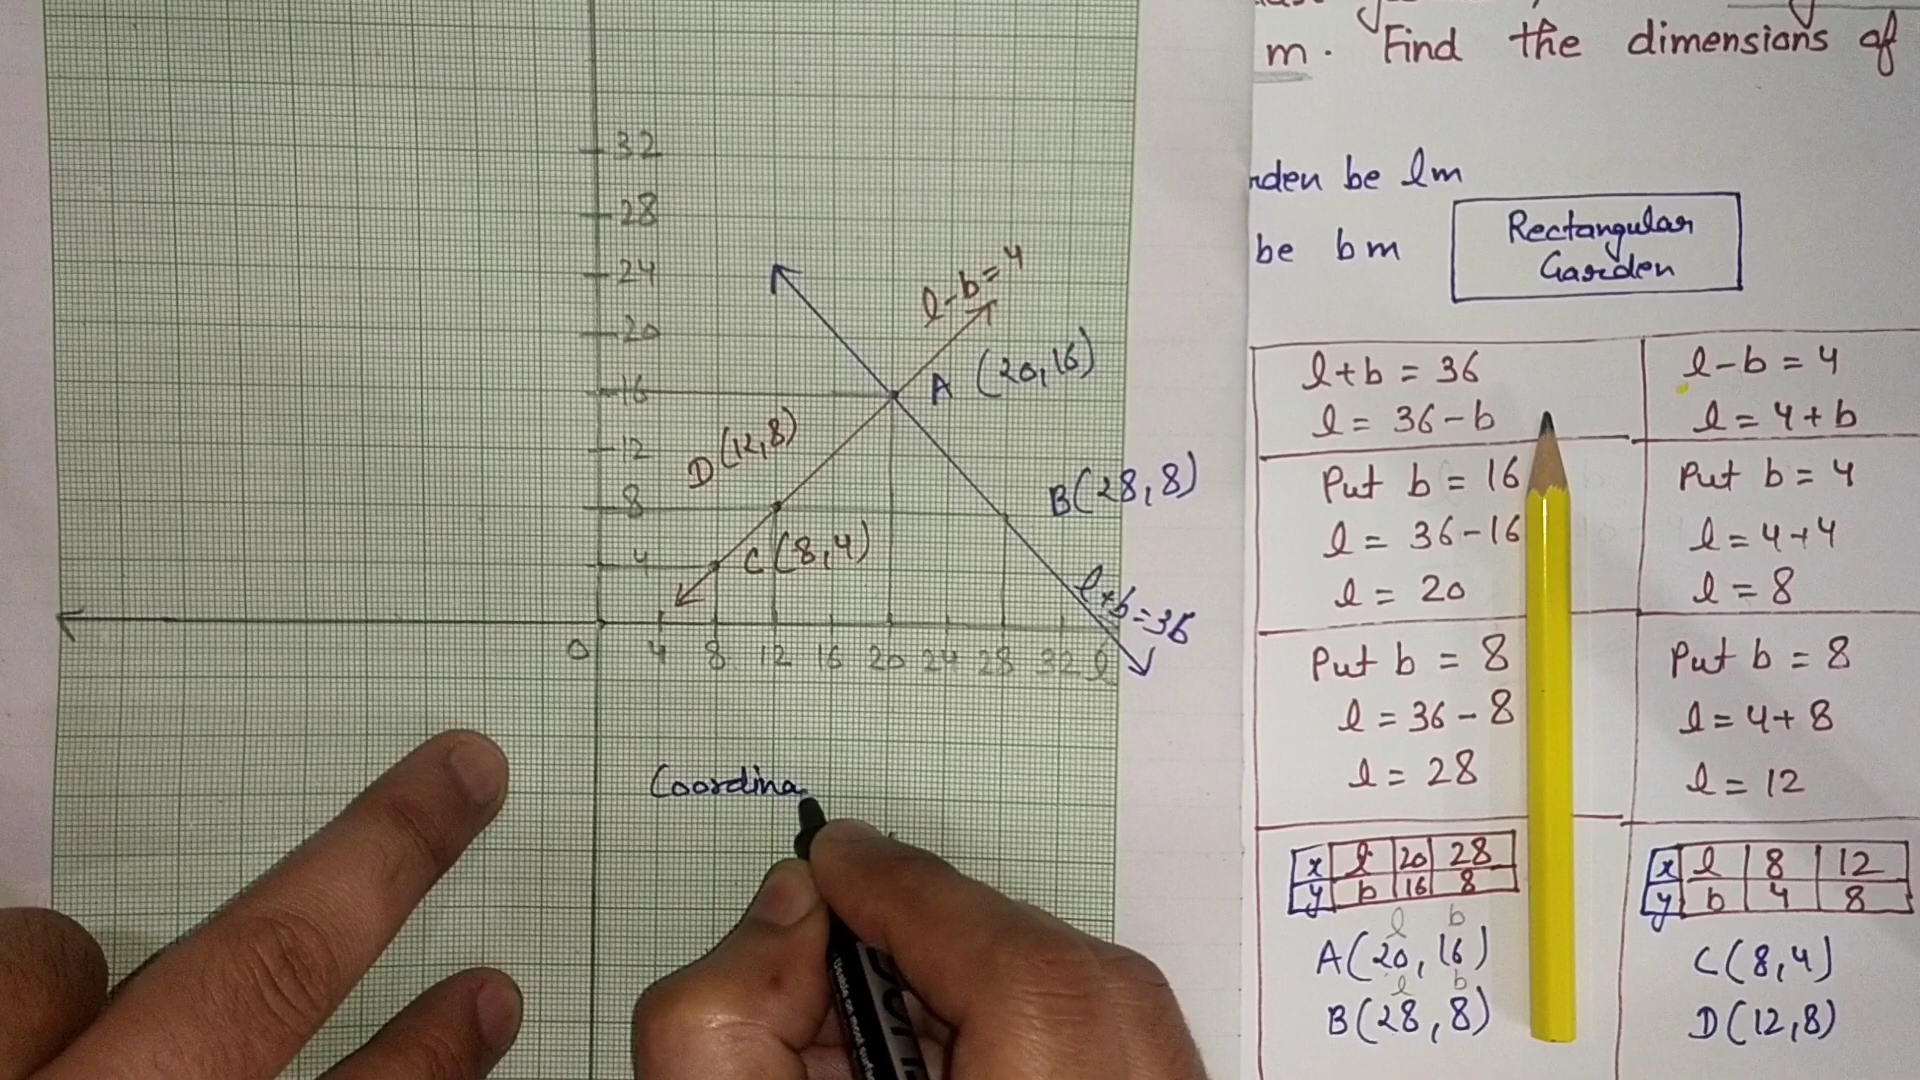 m. Find the dimensions of
rden be lm
be bm
Rectangular
Garden
32
28
24
20
16
12
8
4
0 4 8 12 16 20 24 28 32 l
l-b=4
A (20,16)
D(12,8)
B(28,8)
C(8,4)
l+b=36
Coordina
l+b = 36
l = 36-b
Put b = 16
l = 36-16
l = 20
Put b = 8
l = 36-8
l = 28
x l 20 28
y b 16 8
l b
A(20,16)
l b
B(28,8)
l-b = 4
l = 4+b
Put b = 4
l = 4+4
l = 8
Put b = 8
l = 4+8
l = 12
x l 8 12
y b 4 8
C(8,4)
D(12,8)